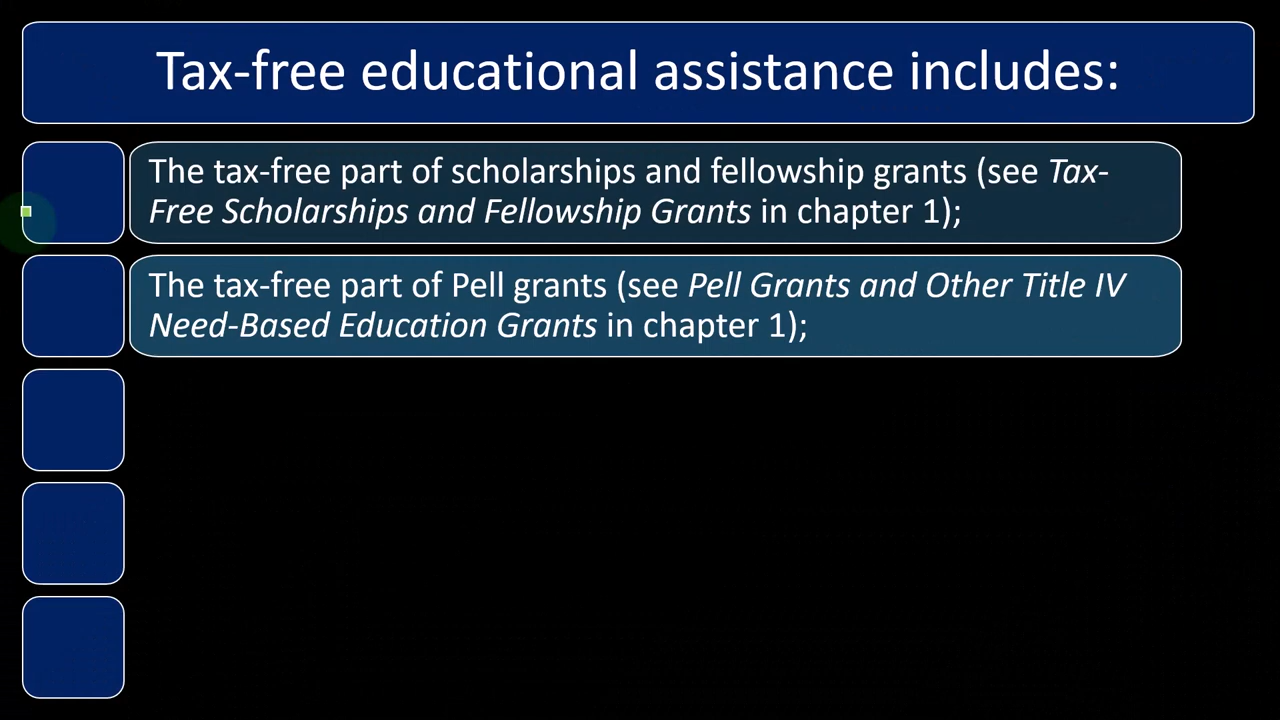 Tax-free educational assistance includes:
The tax-free part of scholarships and fellowship grants (see Tax-
Free Scholarships and Fellowship Grants in chapter 1);
The tax-free part of Pell grants (see Pell Grants and Other Title IV
Need-Based Education Grants in chapter 1);